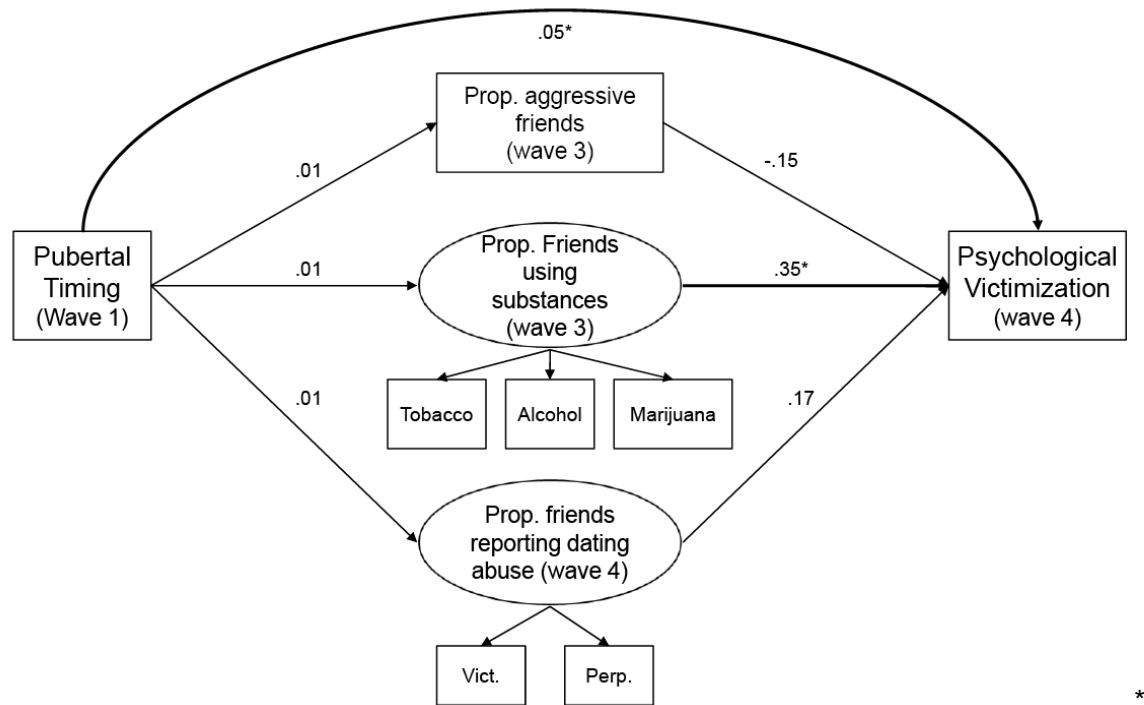 .05*
Prop. aggressive
friends
(wave 3)
.01
-.15
Pubertal
Timing
(Wave 1)
.01
Prop. Friends
using
substances
(wave 3)
.35*
Psychological
Victimization
(wave 4)
Tobacco
Alcohol
Marijuana
.01
.17
Prop. friends
reporting dating
abuse (wave 4)
Vict.
Perp.
*